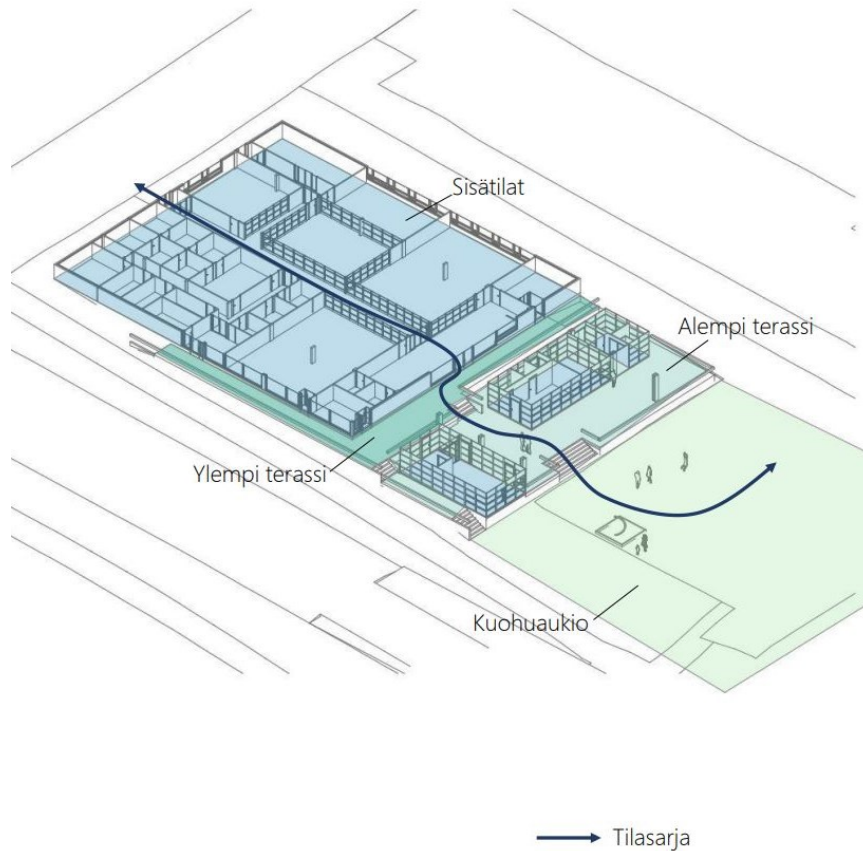 Sisätilat
Alempi terassi
Ylempi terassi
Kuohuaukio
Tilasarja